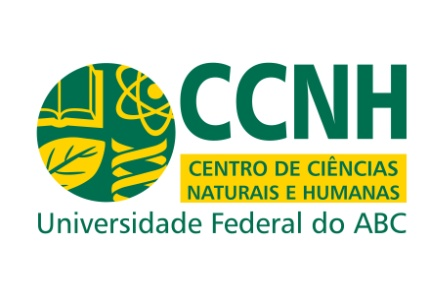 CCNH
CENTRO DE CIÊNCIAS
NATURAIS E HUMANAS
Universidade Federal do ABC